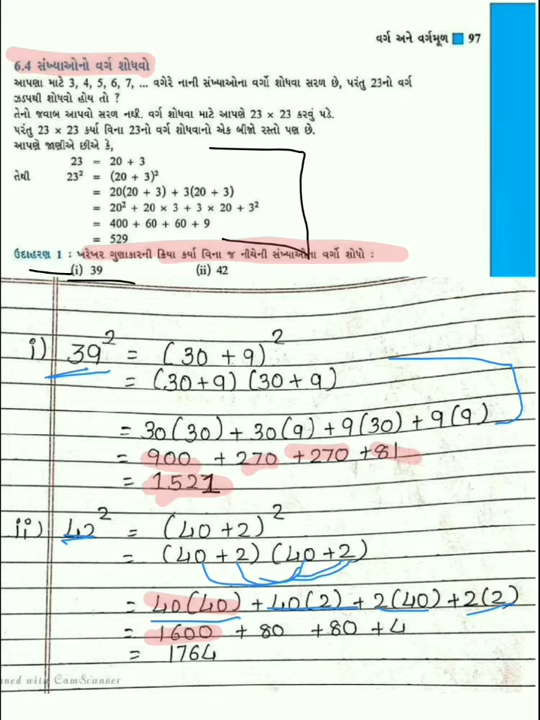 વર્ગ અને વર્ગમૂળ 97
6.4 સંખ્યાઓનો વર્ગ શોધવો
આપણા માટે 3, 4, 5, 6, 7, ... વગેરે નાની સંખ્યાઓના વર્ગો શોધવા સરળ છે, પરંતુ 23નો વર્ગ
ઝડપથી શોધવો હોય તો ?
તેનો જવાબ આપવો સરળ નથી. વર્ગ શોધવા માટે આપણે 23 × 23 કરવું પડે.
પરંતુ 23 × 23 કર્યા વિના 23નો વર્ગ શોધવાનો એક બીજો રસ્તો પણ છે.
આપણે જાણીએ છીએ કે,
23 = 20 + 3
તેથી 23² = (20 + 3)²
= 20(20 + 3) + 3(20 + 3)
= 20² + 20 × 3 + 3 × 20 + 3²
= 400 + 60 + 60 + 9
= 529
ઉદાહરણ 1 : ખરેખર ગુણાકારની ક્રિયા કર્યા વિના જ નીચેની સંખ્યાઓના વર્ગો શોધો :
(i) 39 (ii) 42
i) 39² = (30 + 9)²
= (30+9) (30+9)
= 30(30) + 30(9) + 9(30) + 9(9)
= 900 + 270 + 270 + 81
= 1521
ii) 42² = (40 + 2)²
= (40 + 2) (40 + 2)
= 40(40) + 40(2) + 2(40) + 2(2)
= 1600 + 80 + 80 + 4
= 1764
nned with CamScanner